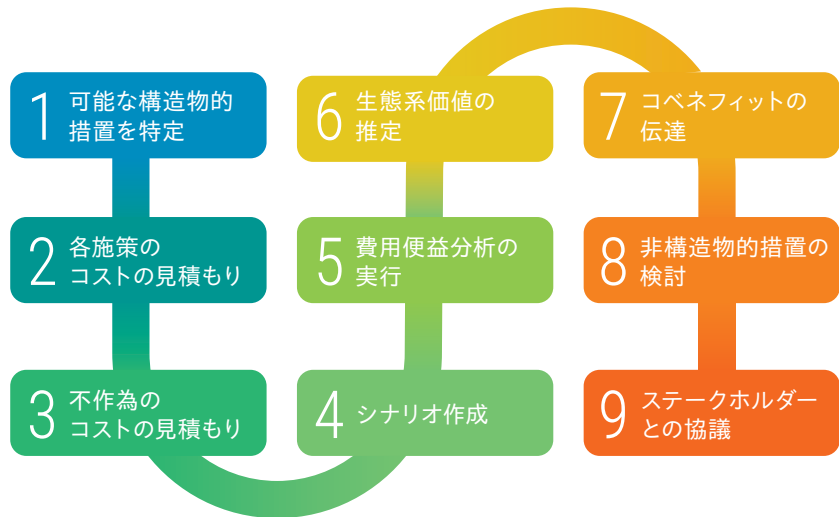 1 可能な構造物的
措置を特定
2 各施策の
コストの見積もり
3 不作為の
コストの見積もり
4 シナリオ作成
5 費用便益分析の
実行
6 生態系価値の
推定
7 コベネフィットの
伝達
8 非構造物的措置の
検討
9 ステークホルダー
との協議